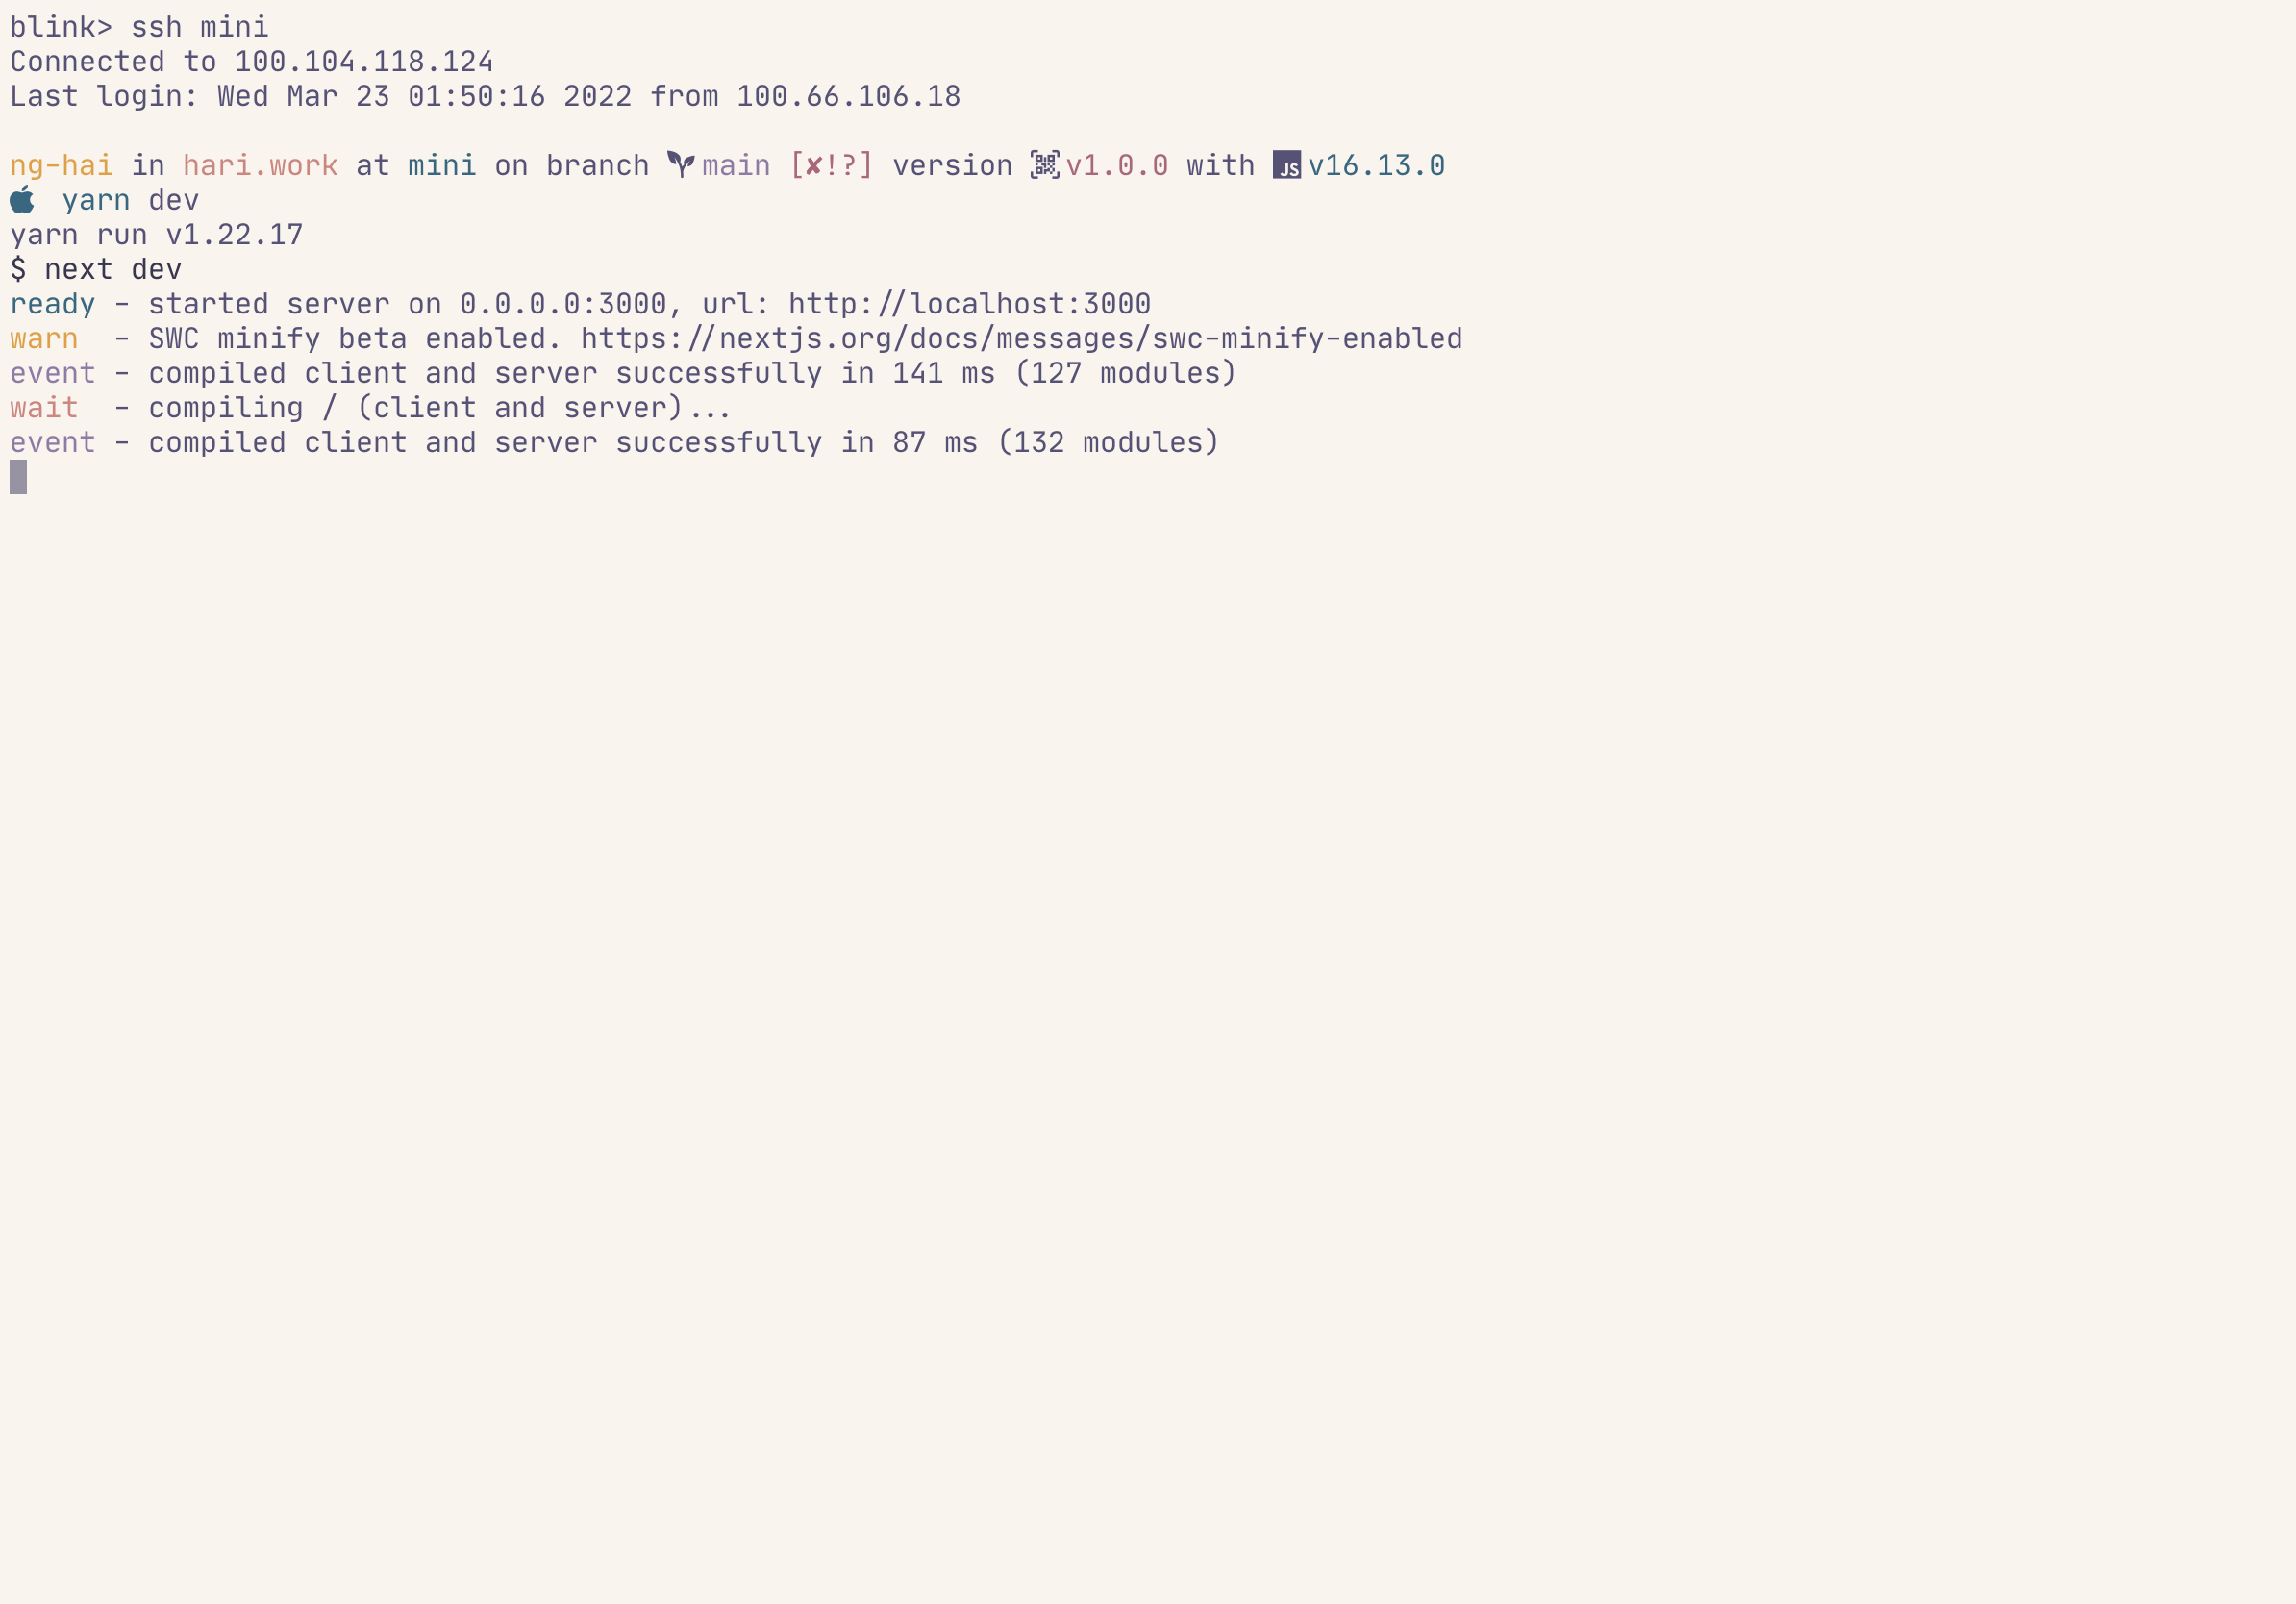 blink> ssh mini
Connected to 100.104.118.124
Last login: Wed Mar 23 01:50:16 2022 from 100.66.106.18
ng-hai in hari.work at mini on branch main [✘!?] version v1.0.0 with JS v16.13.0
yarn dev
yarn run v1.22.17
$ next dev
ready - started server on 0.0.0.0:3000, url: http://localhost:3000
warn  - SWC minify beta enabled. https://nextjs.org/docs/messages/swc-minify-enabled
event - compiled client and server successfully in 141 ms (127 modules)
wait  - compiling / (client and server)...
event - compiled client and server successfully in 87 ms (132 modules)